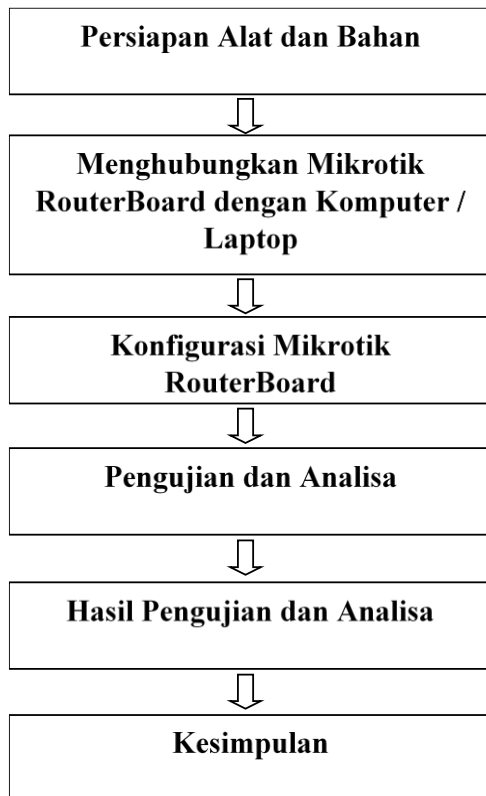 Persiapan Alat dan Bahan
Menghubungkan Mikrotik
RouterBoard dengan Komputer /
Laptop
Konfigurasi Mikrotik
RouterBoard
Pengujian dan Analisa
Hasil Pengujian dan Analisa
Kesimpulan